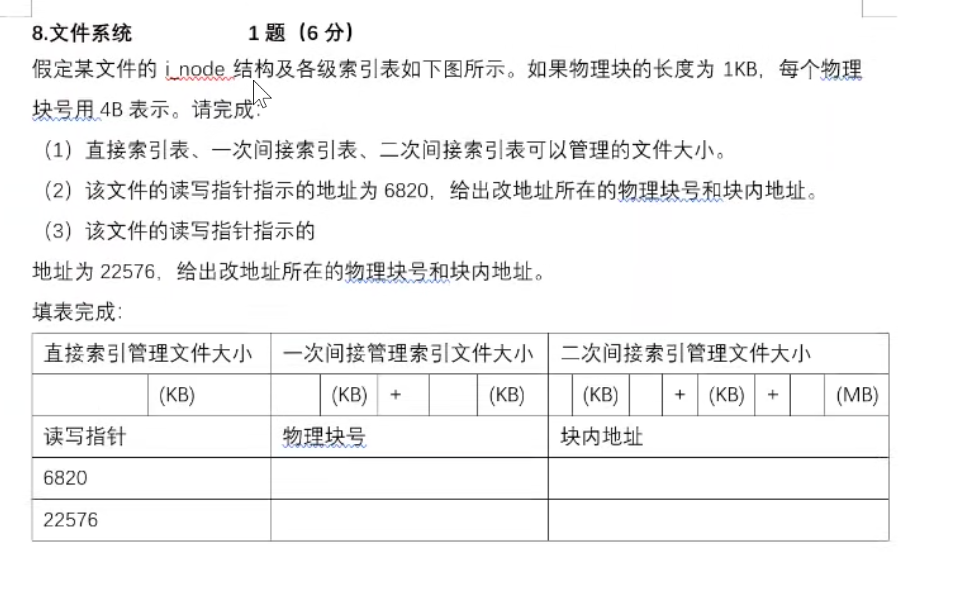 8.文件系统 1 题（6 分）
假定某文件的 i_node 结构及各级索引表如下图所示。如果物理块的长度为 1KB，每个物理
块号用 4B 表示。请完成：
（1）直接索引表、一次间接索引表、二次间接索引表可以管理的文件大小。
（2）该文件的读写指针指示的地址为 6820，给出改地址所在的物理块号和块内地址。
（3）该文件的读写指针指示的
地址为 22576，给出改地址所在的物理块号和块内地址。
填表完成：
直接索引管理文件大小 一次间接管理索引文件大小 二次间接索引管理文件大小
(KB) (KB) + (KB) (KB) + (KB) + (MB)
读写指针 物理块号 块内地址
6820
22576